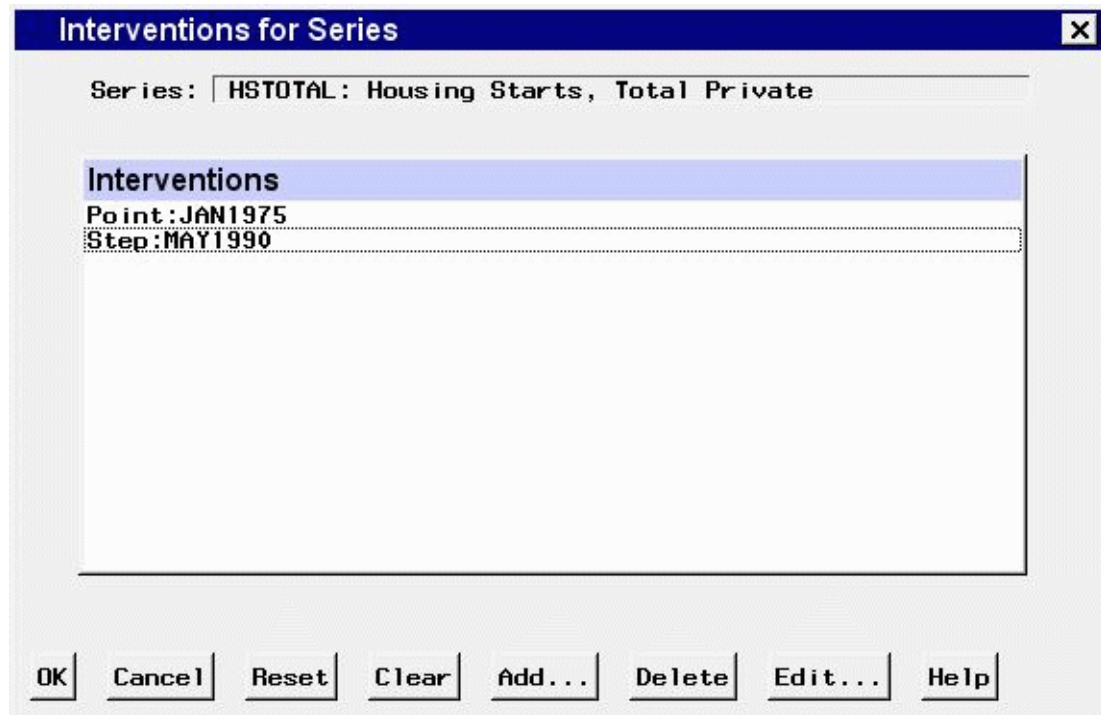 Interventions for Series
Series: HSTOTAL: Housing Starts, Total Private
Interventions
Point:JAN1975
Step:MAY1990
OK Cancel Reset Clear Add... Delete Edit... Help